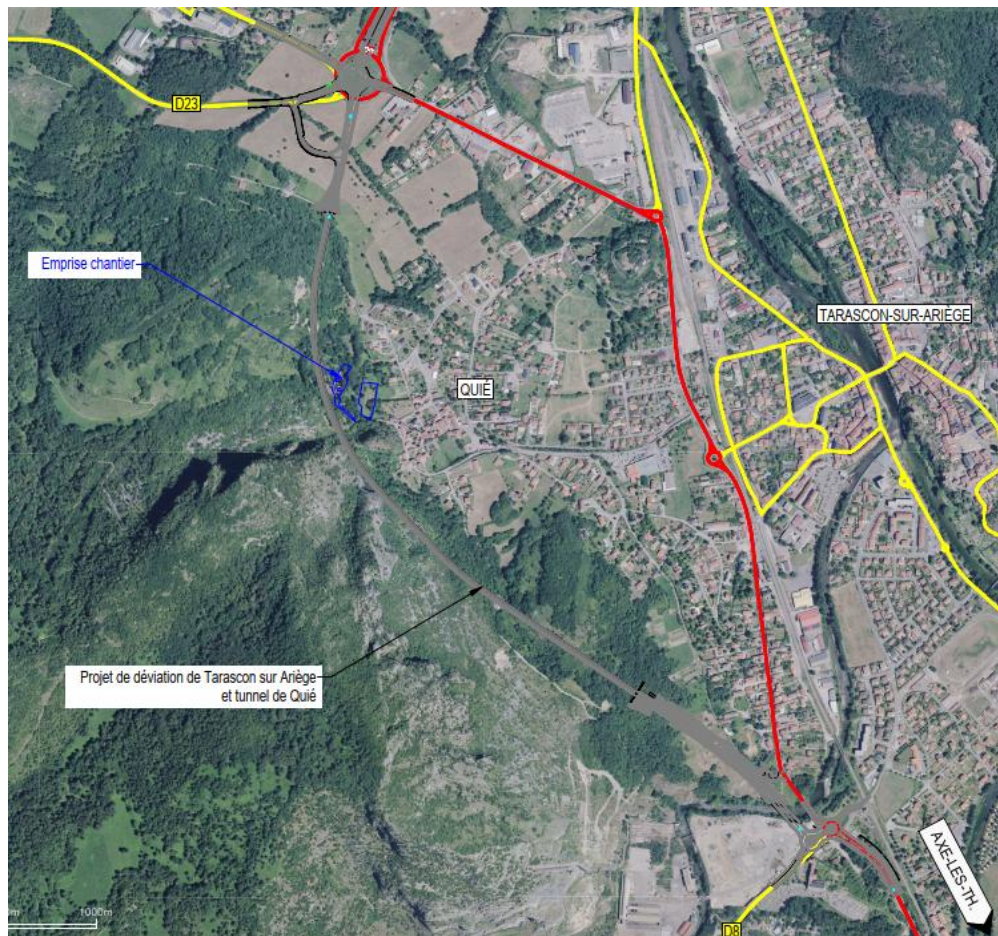 D23
Emprise chantier
TARASCON-SUR-ARIÈGE
QUIÉ
Projet de déviation de Tarascon sur Ariège
et tunnel de Quié
AXE-LES-TH.
1000m
D8